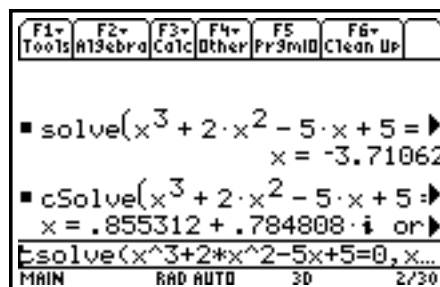 F1▾ F2▾ F3▾ F4▾ F5 F6▾
Tools Algebra Calc Other PrgmIO Clean Up
▪ solve(x³ + 2·x² - 5·x + 5 = ▶
x = -3.71062
▪ cSolve(x³ + 2·x² - 5·x + 5 = ▶
x = .855312 + .784808·i or ▶
csolve(x^3+2*x^2-5x+5=0,x…
MAIN RAD AUTO 3D 2/30